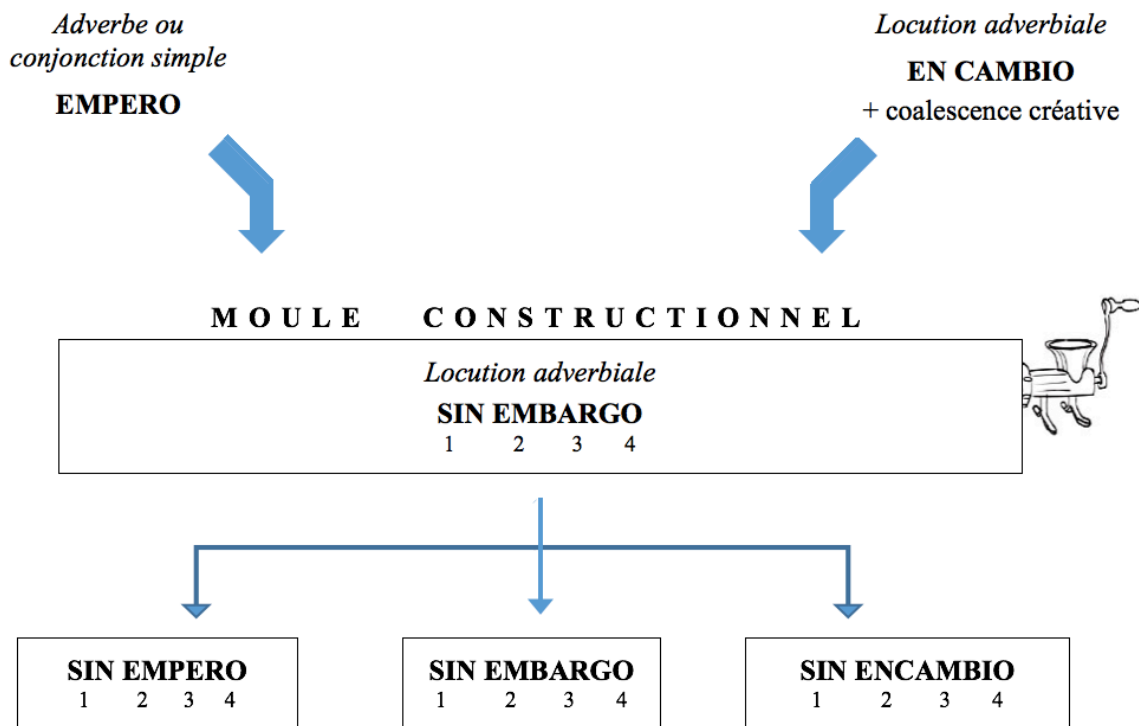 Adverbe ou
conjonction simple
EMPERO
Locution adverbiale
EN CAMBIO
+ coalescence créative
MOULE CONSTRUCTIONNEL
Locution adverbiale
SIN EMBARGO
1 2 3 4
SIN EMPERO
1 2 3 4
SIN EMBARGO
1 2 3 4
SIN ENCAMBIO
1 2 3 4